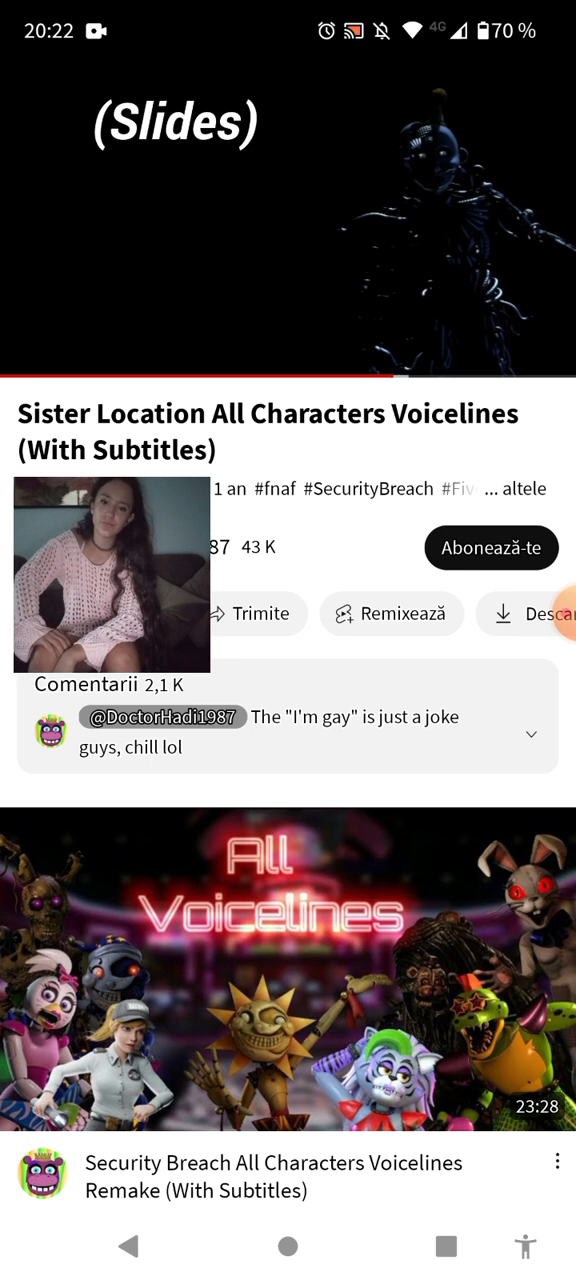 20:22 4G 70 %
(Slides)
Sister Location All Characters Voicelines
(With Subtitles)
1 an #fnaf #SecurityBreach #Fiv ... altele
87 43 K Abonează-te
Trimite Remixează Descar
Comentarii 2,1 K
@DoctorHadi1987 The "I'm gay" is just a joke
guys, chill lol
All
Voicelines
23:28
Security Breach All Characters Voicelines
Remake (With Subtitles)